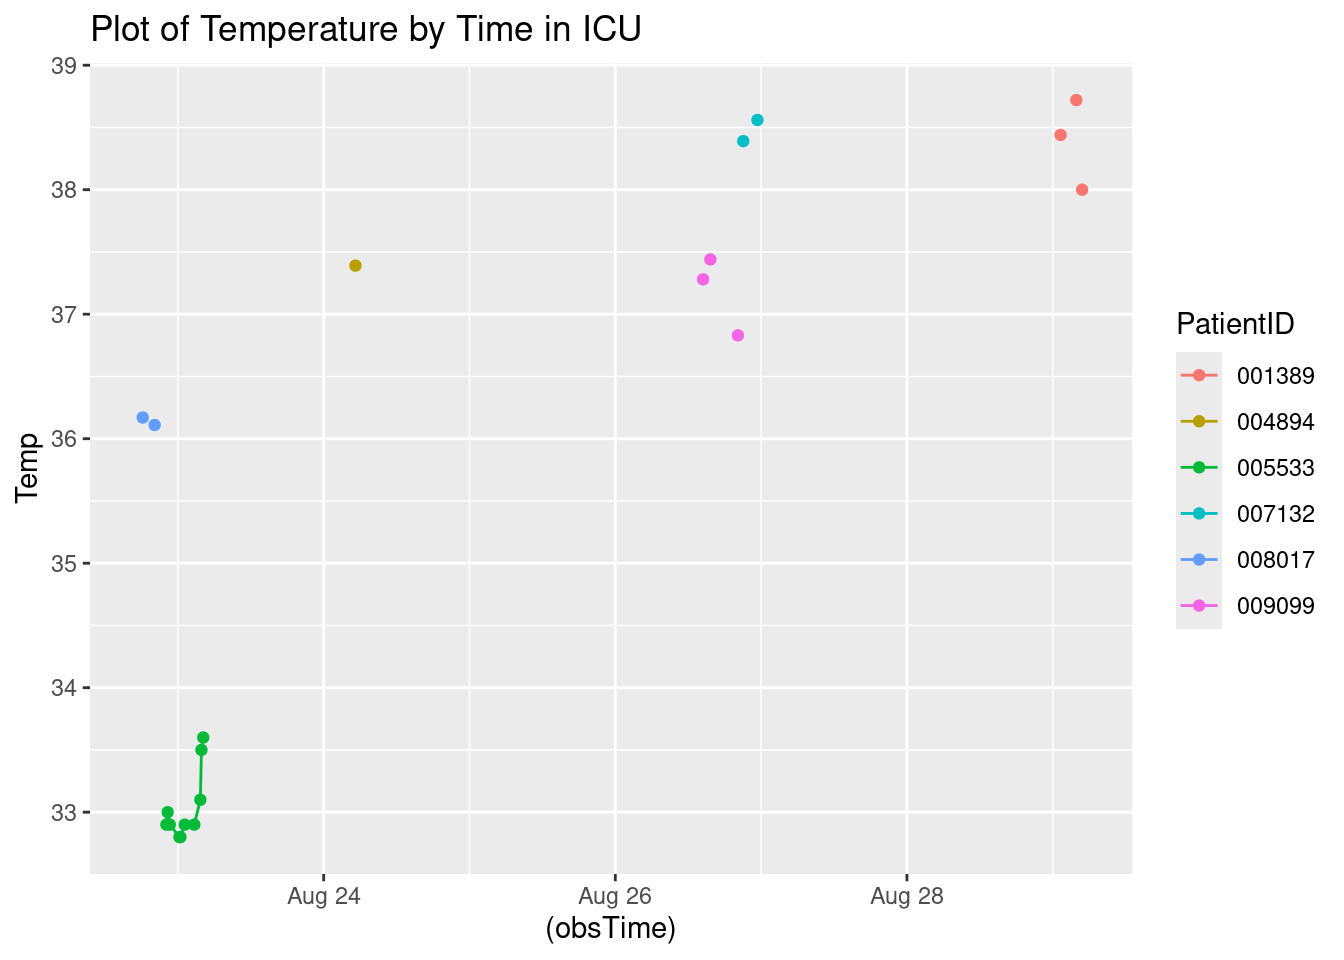 Plot of Temperature by Time in ICU
39
38
37
36
35
34
33
Temp
Aug 24 Aug 26 Aug 28
(obsTime)
PatientID
001389
004894
005533
007132
008017
009099